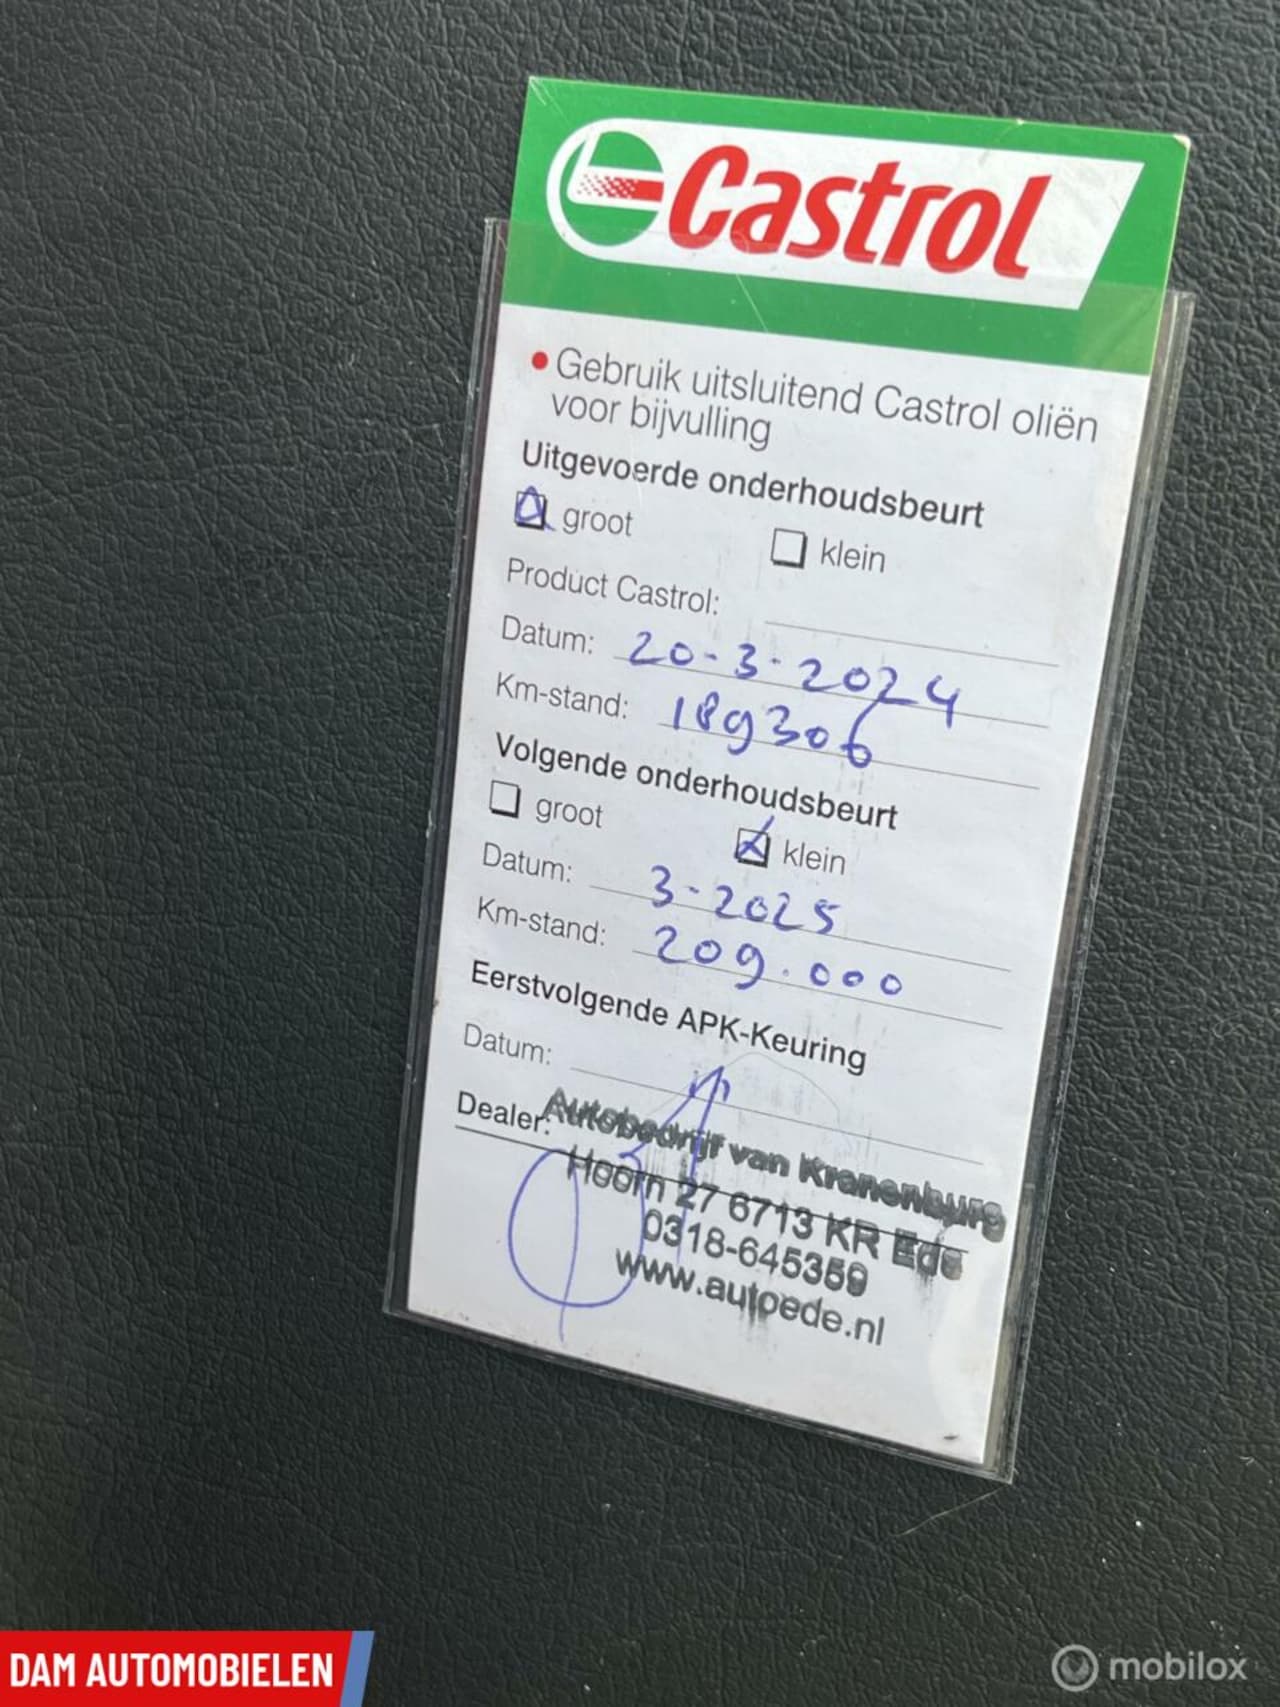 Castrol
• Gebruik uitsluitend Castrol oliën
voor bijvulling
Uitgevoerde onderhoudsbeurt
groot klein
Product Castrol:
Datum: 20-3-2024
Km-stand: 189306
Volgende onderhoudsbeurt
groot klein
Datum: 3-2025
Km-stand: 209.000
Eerstvolgende APK-Keuring
Datum:
Dealer: Autobedrijf van Kranenburg
Hoorn 27 6713 KR Ede
0318-645359
www.autoede.nl
DAM AUTOMOBIELEN
mobilox